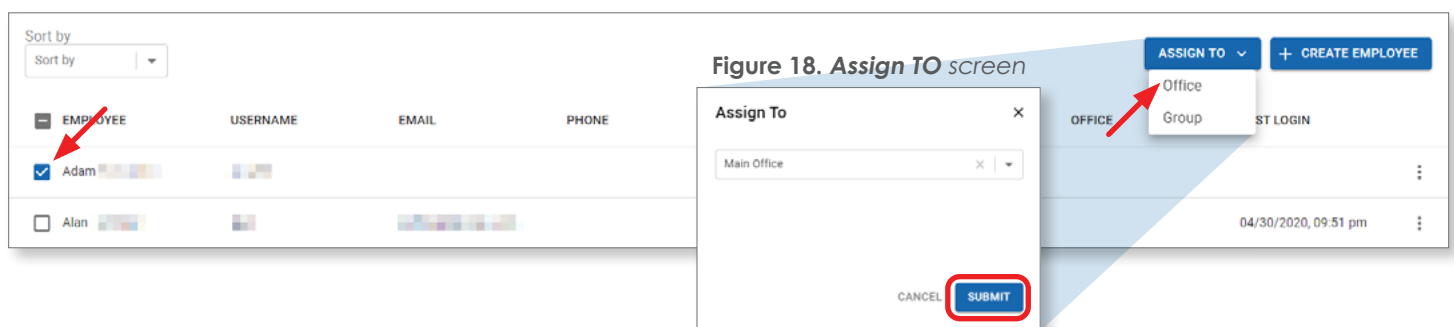 Sort by
Sort by
Figure 18. Assign TO screen
ASSIGN TO
+ CREATE EMPLOYEE
Office
Group
EMPLOYEE USERNAME EMAIL PHONE OFFICE ST LOGIN
Assign To
Main Office
Adam
Alan 04/30/2020, 09:51 pm
CANCEL SUBMIT